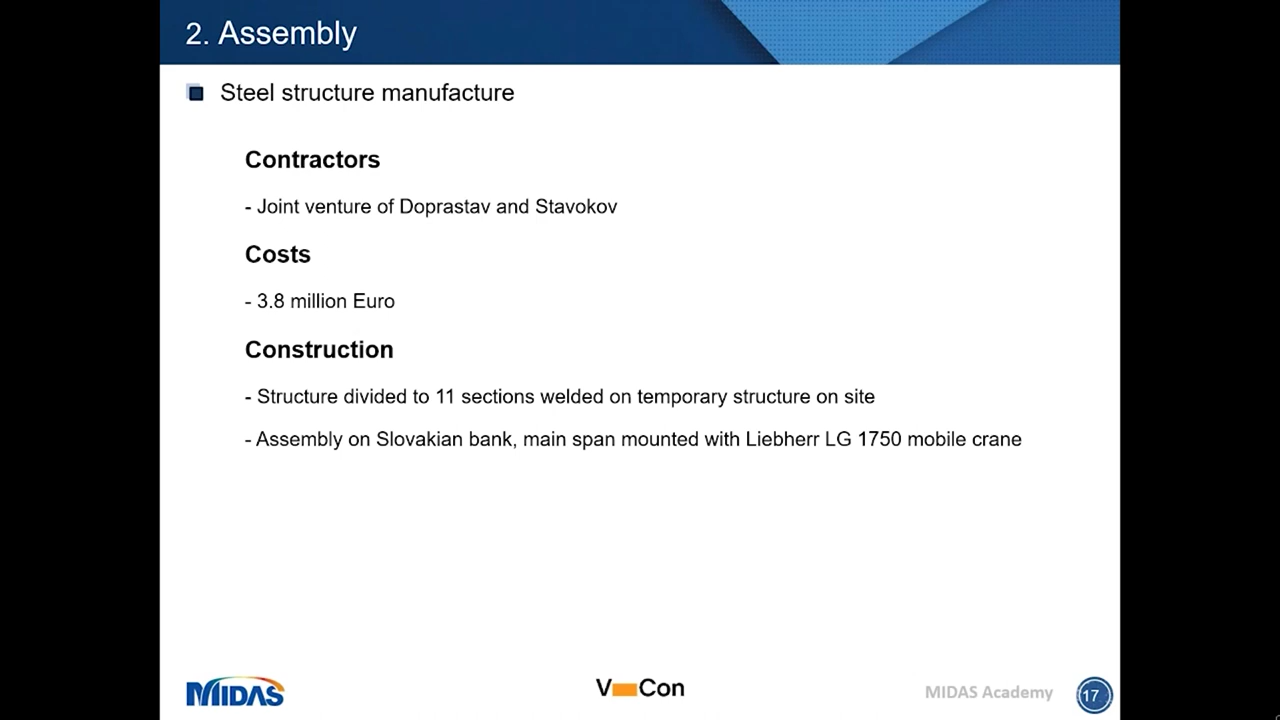 2. Assembly
Steel structure manufacture
Contractors
- Joint venture of Doprastav and Stavokov
Costs
- 3.8 million Euro
Construction
- Structure divided to 11 sections welded on temporary structure on site
- Assembly on Slovakian bank, main span mounted with Liebherr LG 1750 mobile crane
MIDAS
V Con
MIDAS Academy
17